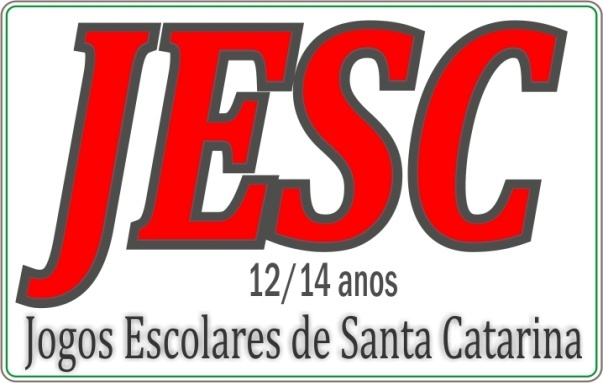 JESC
12/14 anos
Jogos Escolares de Santa Catarina